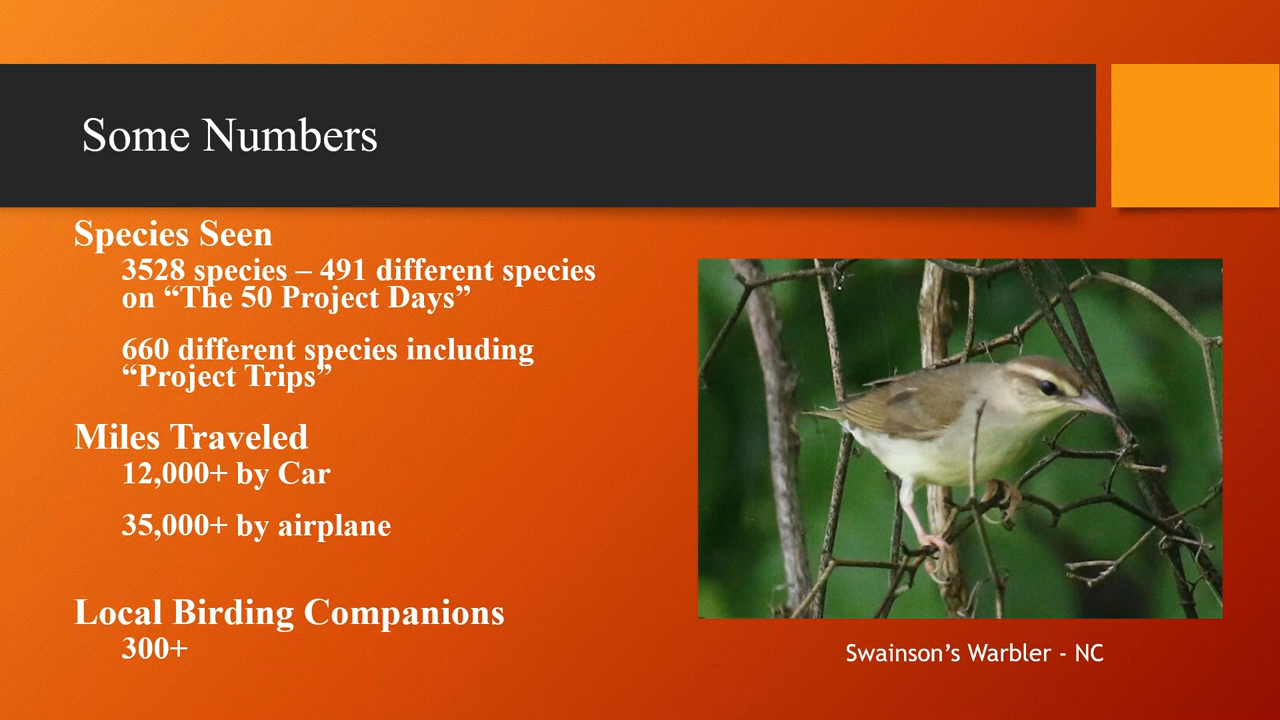 Some Numbers
Species Seen
3528 species – 491 different species
on “The 50 Project Days”
660 different species including
“Project Trips”
Miles Traveled
12,000+ by Car
35,000+ by airplane
Local Birding Companions
300+
Swainson’s Warbler - NC